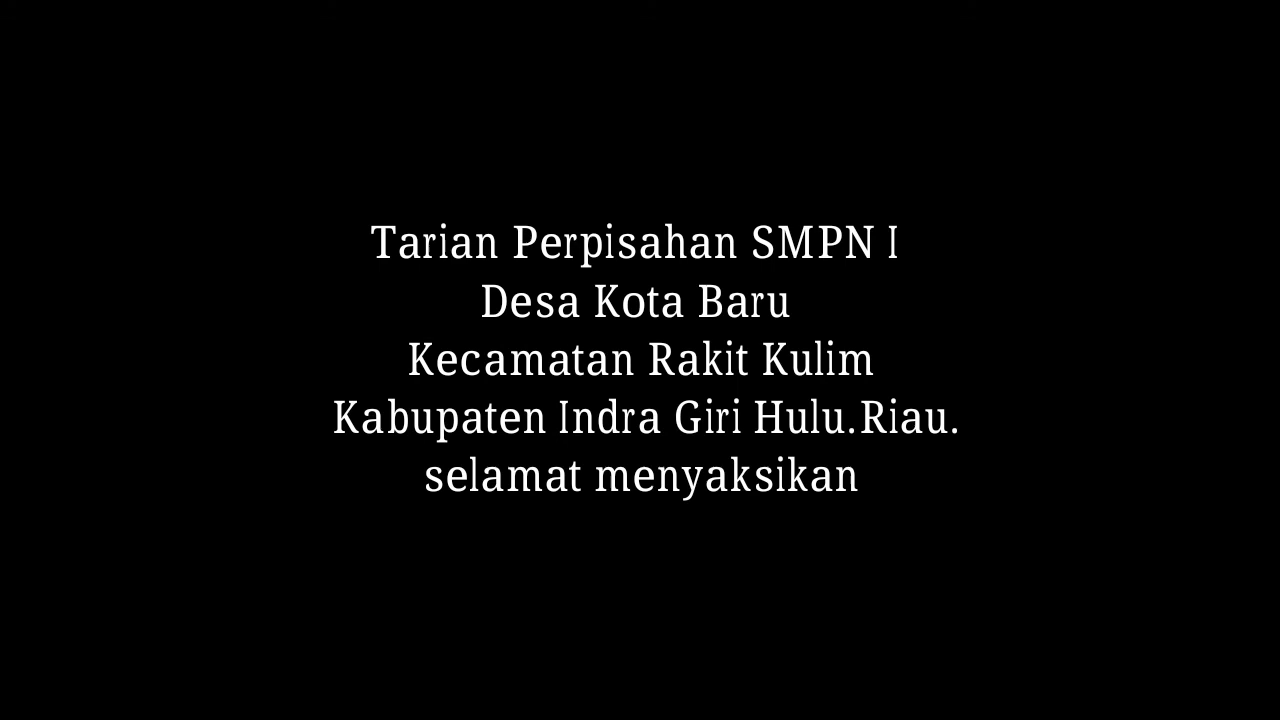 Tarian Perpisahan SMPN I
Desa Kota Baru
Kecamatan Rakit Kulim
Kabupaten Indra Giri Hulu.Riau.
selamat menyaksikan